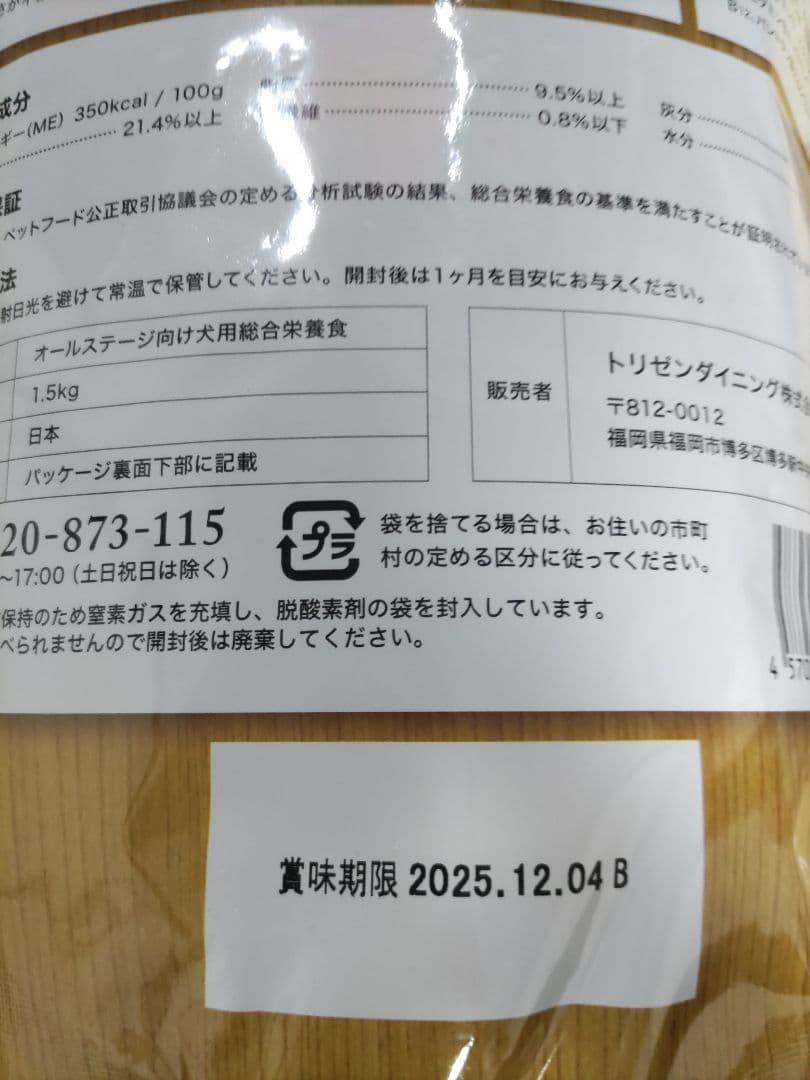 成分
ギー(ME) 350kcal / 100g
21.4%以上
9.5%以上
繊維
0.8%以下
灰分
水分
ペットフード公正取引協議会の定める分析試験の結果、総合栄養食の基準を満たすことが証明
法
射日光を避けて常温で保管してください。開封後は1ヶ月を目安にお与えください。
オールステージ向け犬用総合栄養食
1.5kg
日本
パッケージ裏面下部に記載
販売者
トリゼンダイニング株式会
〒812-0012
福岡県福岡市博多区博多駅中
20-873-115
〜17:00（土日祝日は除く）
プラ
袋を捨てる場合は、お住いの市町
村の定める区分に従ってください。
保持のため窒素ガスを充填し、脱酸素剤の袋を封入しています。
べられませんので開封後は廃棄してください。
4 570
賞味期限 2025.12.04 B